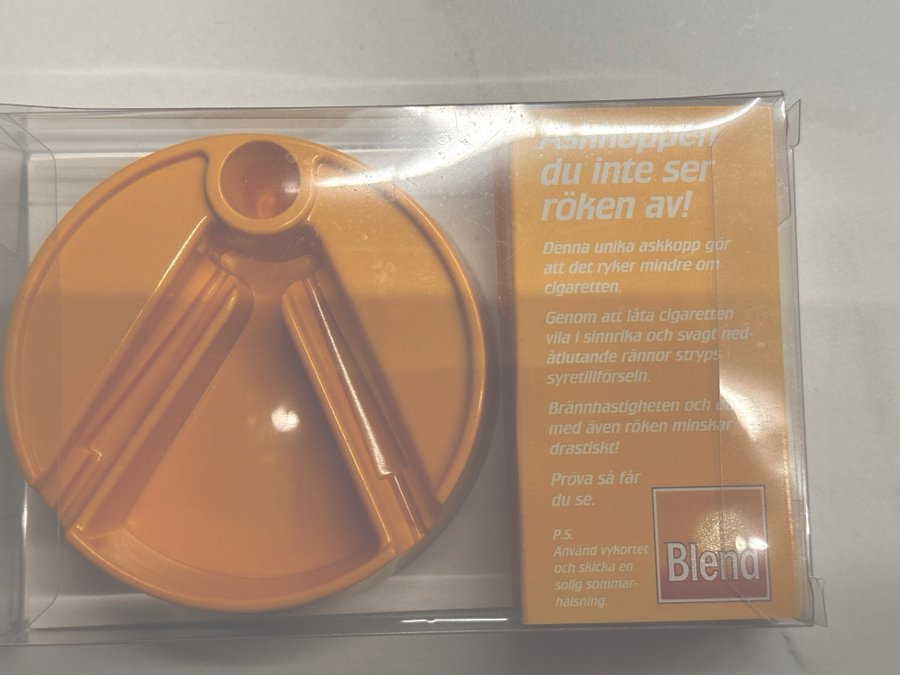 Askkoppen
du inte ser
röken av!
Denna unika askkopp gör
att det ryker mindre om
cigaretten.
Genom att låta cigaretten
vila i sinnrika och svagt ned-
åtlutande rännor stryps
syretillförseln.
Brännhastigheten och
med även röken minskar
drastiskt!
Pröva så får
du se.
P.S.
Använd vykortet
och skicka en
solig sommar-
hälsning.
Blend